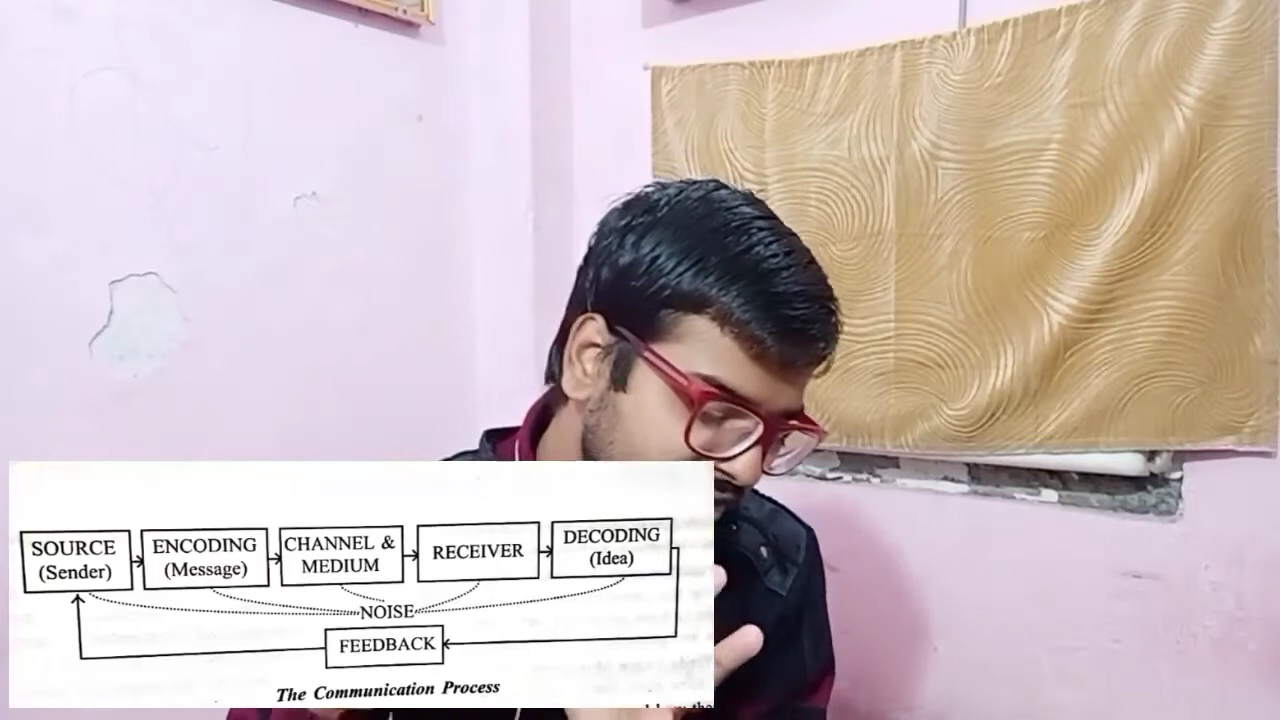 SOURCE
(Sender)
ENCODING
(Message)
CHANNEL &
MEDIUM
RECEIVER
DECODING
(Idea)
NOISE
FEEDBACK
The Communication Process